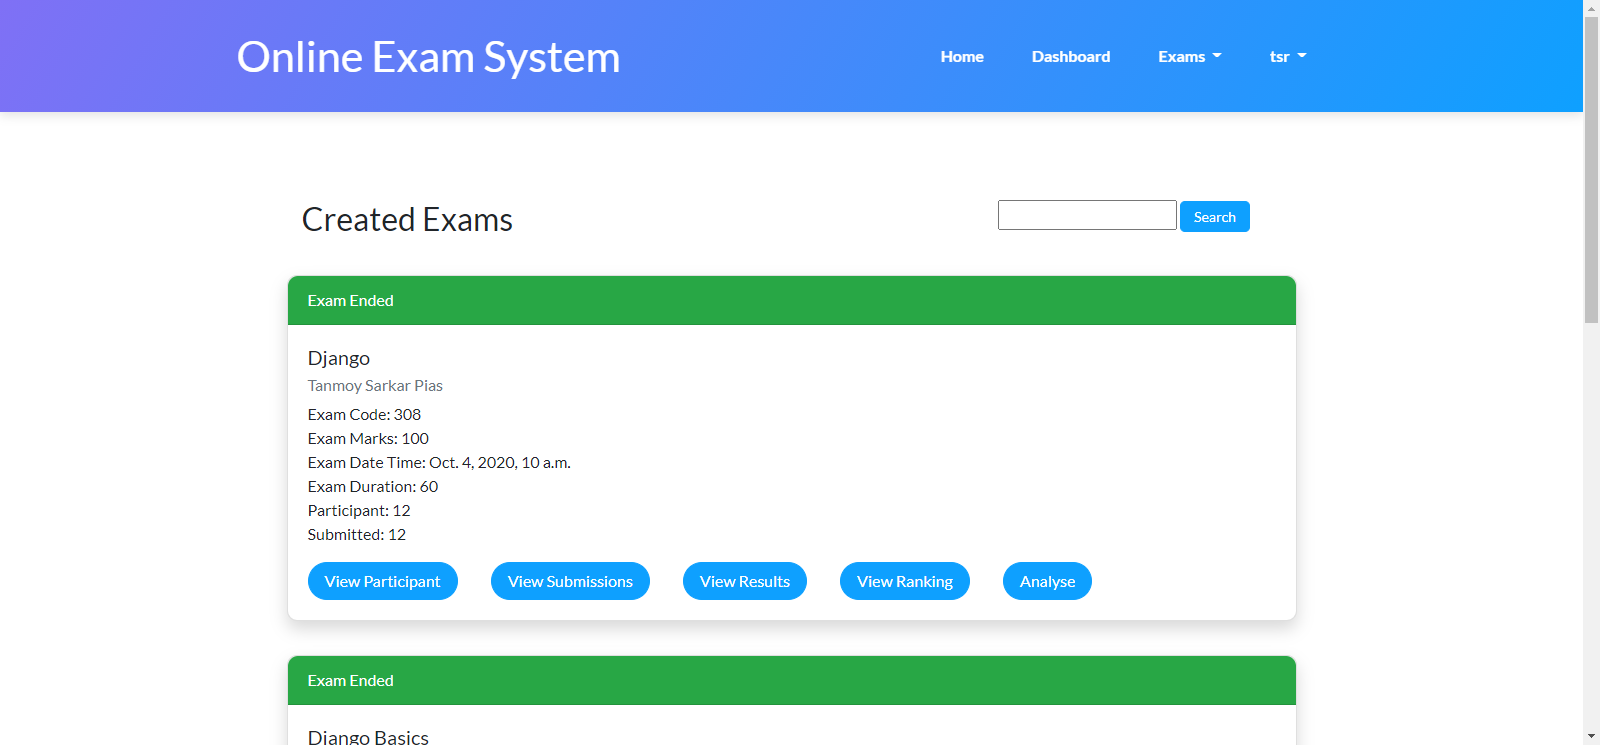 Online Exam System
Home Dashboard Exams tsr
Created Exams
Search
Exam Ended
Django
Tanmoy Sarkar Pias
Exam Code: 308
Exam Marks: 100
Exam Date Time: Oct. 4, 2020, 10 a.m.
Exam Duration: 60
Participant: 12
Submitted: 12
View Participant View Submissions View Results View Ranking Analyse
Exam Ended
Django Basics